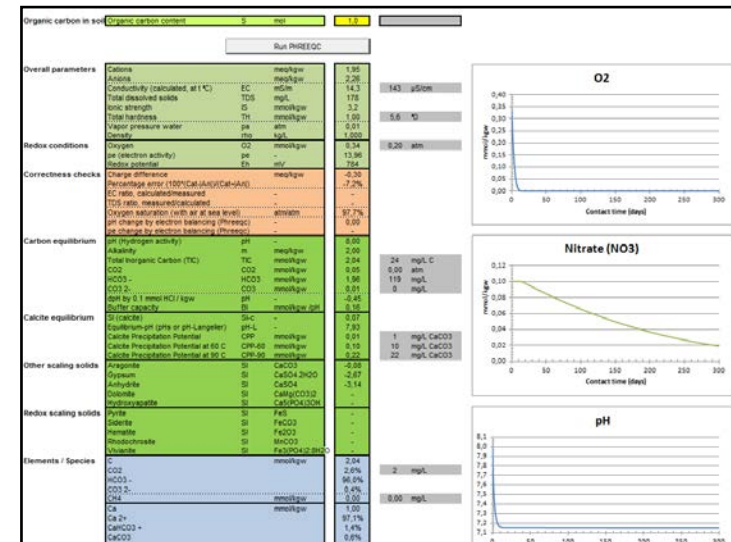 Organic carbon in soil Organic carbon content S mol 1,0
Run PHREEQC
Overall parameters Cations meq/kgw 1,95
Anions meq/kgw 2,26
Conductivity (calculated, at t °C) EC mS/m 14,3 143 µS/cm
Total dissolved solids TDS mg/L 178
Ionic strength IS mmol/kgw 3,2
Total hardness TH mmol/kgw 1,00 5,6 °D
Vapor pressure water pa atm 0,01
Density rho kg/L 1,000
Redox conditions Oxygen O2 mmol/kgw 0,34 0,20 atm
pe (electron activity) pe - 13,96
Redox potential Eh mV 784
Correctness checks Charge difference meq/kgw -0,30
Percentage error (100*(Cat-|An|)/(Cat+|An|) -7,2%
EC ratio, calculated/measured -
TDS ratio, measured/calculated -
Oxygen saturation (with air at sea level) atm/atm 97,7%
pH change by electron balancing (Phreeqc) - 0,00
pe change by electron balancing (Phreeqc) -
Carbon equilibrium pH (Hydrogen activity) pH - 8,00
Alkalinity m meq/kgw 2,00
Total Inorganic Carbon (TIC) TIC mmol/kgw 2,04 24 mg/L C
CO2 CO2 mmol/kgw 0,05 0,00 atm
HCO3 - HCO3 mmol/kgw 1,96 119 mg/L
CO3 2- CO3 mmol/kgw 0,01 0 mg/L
dpH by 0.1 mmol HCl / kgw pH - -0,45
Buffer capacity BI mmol/kgw /pH 0,16
Calcite equilibrium SI (calcite) SI-c - 0,07
Equilibrium-pH (pHs or pH-Langelier) pH-L - 7,93
Calcite Precipitation Potential CPP mmol/kgw 0,01 1 mg/L CaCO3
Calcite Precipitation Potential at 60 C CPP-60 mmol/kgw 0,10 10 mg/L CaCO3
Calcite Precipitation Potential at 90 C CPP-90 mmol/kgw 0,22 22 mg/L CaCO3
Other scaling solids Aragonite SI CaCO3 -0,08
Gypsum SI CaSO4.2H2O -2,67
Anhydrite SI CaSO4 -3,14
Dolomite SI CaMg(CO3)2 -
Hydroxyapatite SI Ca5(PO4)3OH -
Redox scaling solids Pyrite SI FeS -
Siderite SI FeCO3 -
Hematite SI Fe2O3 -
Rhodochrosite SI MnCO3 -
Vivianite SI Fe3(PO4)2.8H2O -
Elements / Species C mmol/kgw 2,04
CO2 2,6% 2 mg/L
HCO3 - 96,0%
CO3 2- 0,4%
CH4 mmol/kgw 0,00 0,00 mg/L
Ca mmol/kgw 1,00
Ca 2+ 97,1%
CaHCO3 + 1,4%
CaCO3 0,6%
O2
mmol/kgw
0,40
0,35
0,30
0,25
0,20
0,15
0,10
0,05
0,00
0 50 100 150 200 250 300
Contact time (days)
Nitrate (NO3)
mmol/kgw
0,12
0,10
0,08
0,06
0,04
0,02
0,00
0 50 100 150 200 250 300
Contact time (days)
pH
8,1
8,0
7,9
7,8
7,7
7,6
7,5
7,4
7,3
7,2
7,1
0 50 100 150 200 250 300